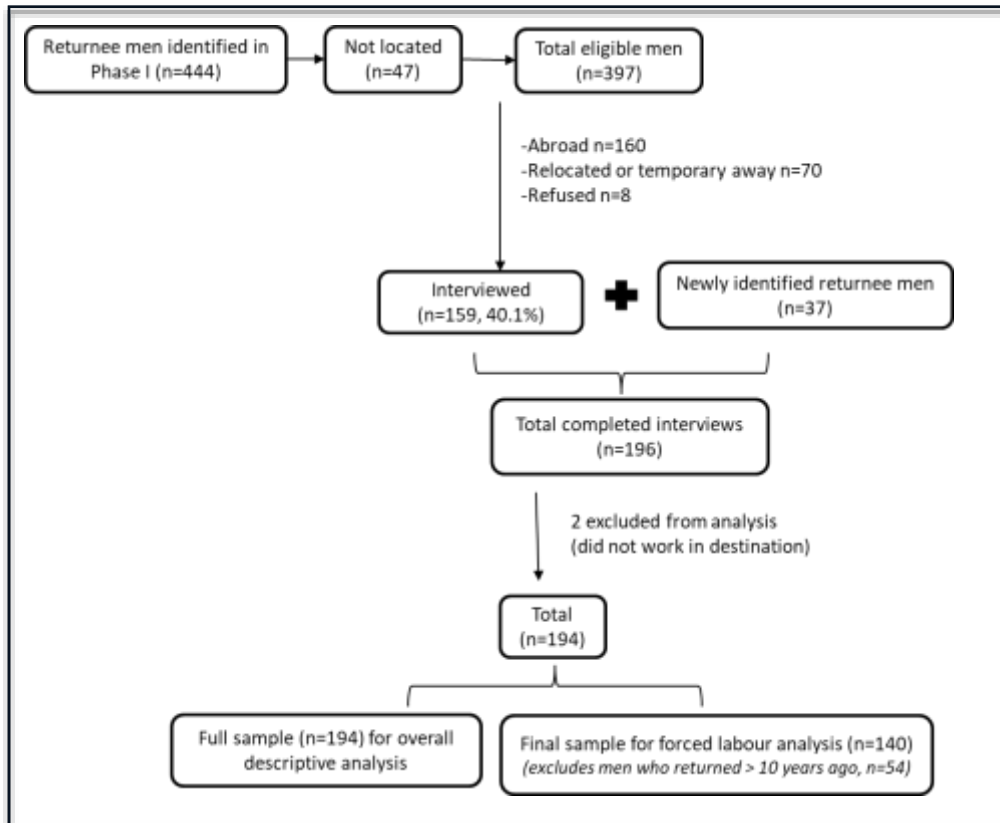 Returnee men identified in
Phase I (n=444)
Not located
(n=47)
Total eligible men
(n=397)
-Abroad n=160
-Relocated or temporary away n=70
-Refused n=8
Interviewed
(n=159, 40.1%)
Newly identified returnee men
(n=37)
Total completed interviews
(n=196)
2 excluded from analysis
(did not work in destination)
Total
(n=194)
Full sample (n=194) for overall
descriptive analysis
Final sample for forced labour analysis (n=140)
(excludes men who returned > 10 years ago, n=54)